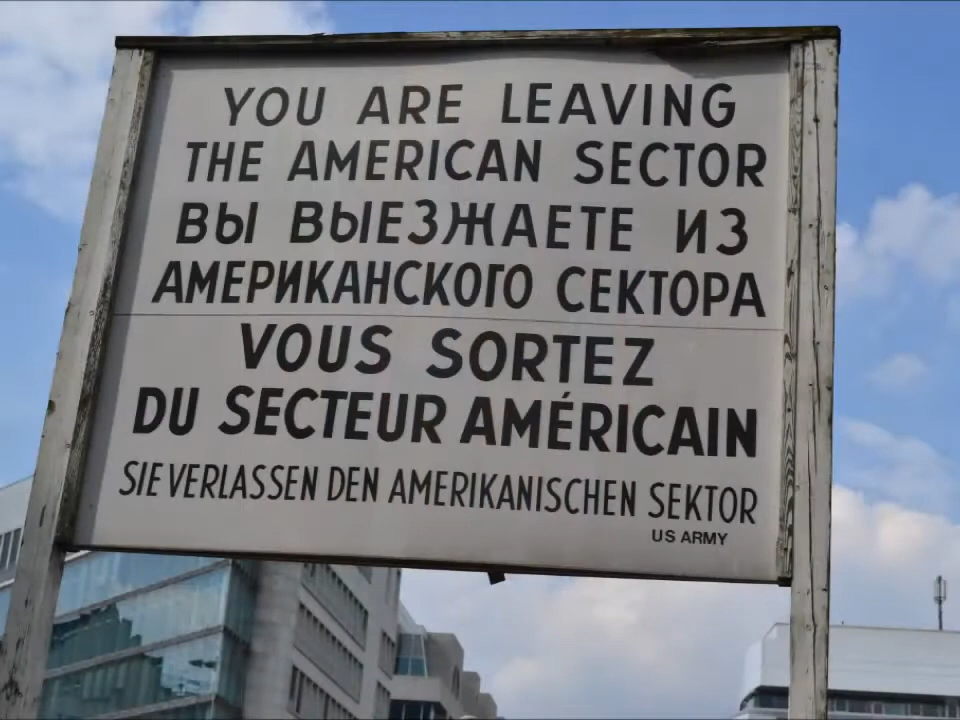 YOU ARE LEAVING
THE AMERICAN SECTOR
ВЫ ВЫЕЗЖАЕТЕ ИЗ
АМЕРИКАНСКОГО СЕКТОРА
VOUS SORTEZ
DU SECTEUR AMÉRICAIN
SIE VERLASSEN DEN AMERIKANISCHEN SEKTOR
US ARMY